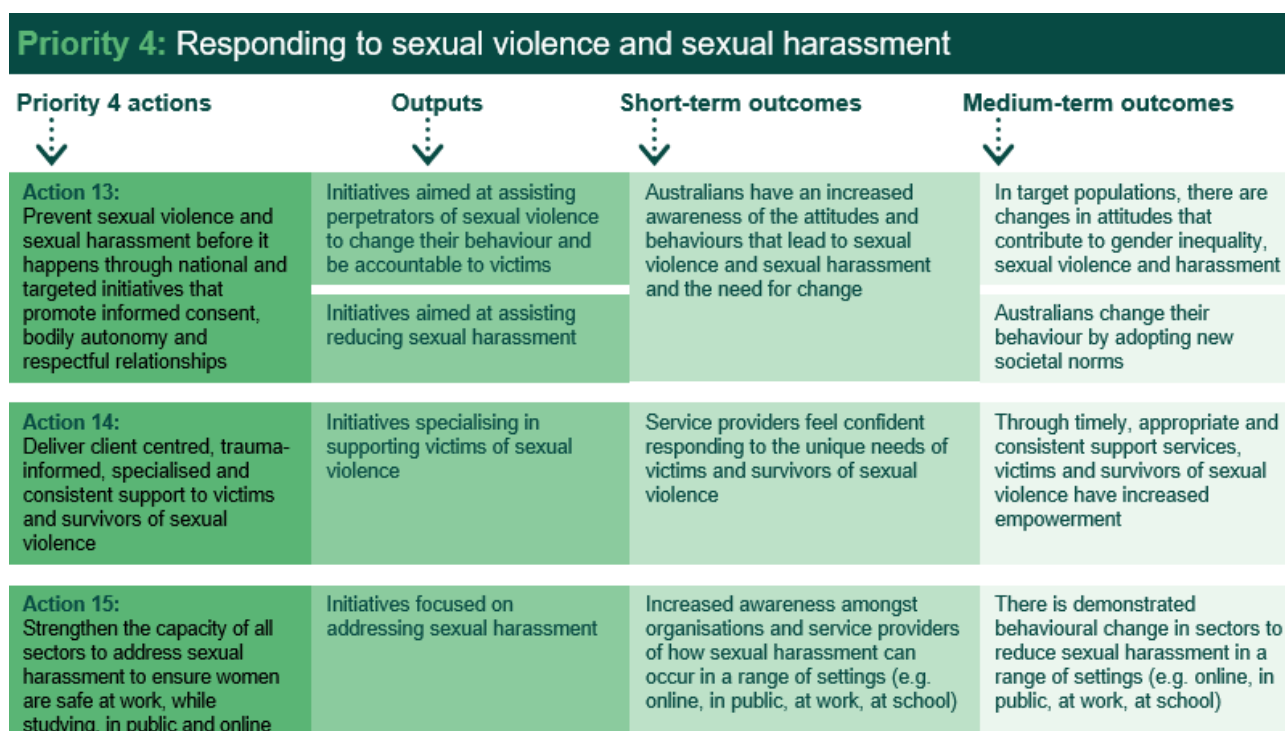 Priority 4: Responding to sexual violence and sexual harassment
Priority 4 actions
Outputs
Short-term outcomes
Medium-term outcomes
Action 13:
Prevent sexual violence and
sexual harassment before it
happens through national and
targeted initiatives that
promote informed consent,
bodily autonomy and
respectful relationships
Initiatives aimed at assisting
perpetrators of sexual violence
to change their behaviour and
be accountable to victims
Initiatives aimed at assisting
reducing sexual harassment
Australians have an increased
awareness of the attitudes and
behaviours that lead to sexual
violence and sexual harassment
and the need for change
In target populations, there are
changes in attitudes that
contribute to gender inequality,
sexual violence and harassment
Australians change their
behaviour by adopting new
societal norms
Action 14:
Deliver client centred, trauma-
informed, specialised and
consistent support to victims
and survivors of sexual
violence
Initiatives specialising in
supporting victims of sexual
violence
Service providers feel confident
responding to the unique needs of
victims and survivors of sexual
violence
Through timely, appropriate and
consistent support services,
victims and survivors of sexual
violence have increased
empowerment
Action 15:
Strengthen the capacity of all
sectors to address sexual
harassment to ensure women
are safe at work, while
studying, in public and online
Initiatives focused on
addressing sexual harassment
Increased awareness amongst
organisations and service providers
of how sexual harassment can
occur in a range of settings (e.g.
online, in public, at work, at school)
There is demonstrated
behavioural change in sectors to
reduce sexual harassment in a
range of settings (e.g. online, in
public, at work, at school)